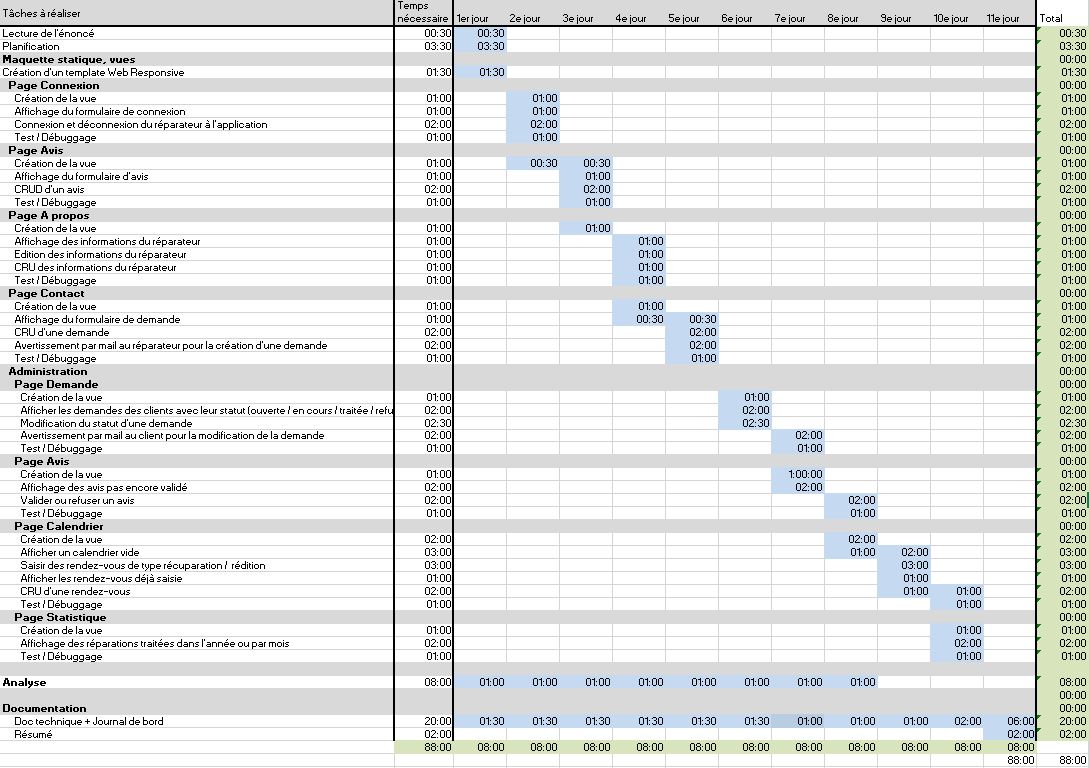 Tâches à réaliser Temps nécessaire 1er jour 2e jour 3e jour 4e jour 5e jour 6e jour 7e jour 8e jour 9e jour 10e jour 11e jour Total
Lecture de l'énoncé 00:30 00:30 00:30
Planification 03:30 03:30 03:30
Maquette statique, vues 00:00
Création d'un template Web Responsive 01:30 01:30 01:30
Page Connexion 00:00
Création de la vue 01:00 01:00 01:00
Affichage du formulaire de connexion 01:00 01:00 01:00
Connexion et déconnexion du réparateur à l'application 02:00 02:00 02:00
Test / Débuggage 01:00 01:00 01:00
Page Avis 00:00
Création de la vue 01:00 00:30 00:30 01:00
Affichage du formulaire d'avis 01:00 01:00 01:00
CRUD d'un avis 02:00 02:00 02:00
Test / Débuggage 01:00 01:00 01:00
Page A propos 00:00
Création de la vue 01:00 01:00 01:00
Affichage des informations du réparateur 01:00 01:00 01:00
Edition des informations du réparateur 01:00 01:00 01:00
CRU des informations du réparateur 01:00 01:00 01:00
Test / Débuggage 01:00 01:00 01:00
Page Contact 00:00
Création de la vue 01:00 01:00 01:00
Affichage du formulaire de demande 01:00 00:30 00:30 01:00
CRU d'une demande 02:00 02:00 02:00
Avertissement par mail au réparateur pour la création d'une demande 02:00 02:00 02:00
Test / Débuggage 01:00 01:00 01:00
Administration 00:00
Page Demande 00:00
Création de la vue 01:00 01:00 01:00
Afficher les demandes des clients avec leur statut (ouverte / en cours / traitée / refu 02:00 02:00 02:00
Modification du statut d'une demande 02:30 02:30 02:30
Avertissement par mail au client pour la modification de la demande 02:00 02:00 02:00
Test / Débuggage 01:00 01:00 01:00
Page Avis 00:00
Création de la vue 01:00 1:00:00 01:00
Affichage des avis pas encore validé 02:00 02:00 02:00
Valider ou refuser un avis 02:00 02:00 02:00
Test / Débuggage 01:00 01:00 01:00
Page Calendrier 00:00
Création de la vue 02:00 02:00 02:00
Afficher un calendrier vide 03:00 01:00 02:00 03:00
Saisir des rendez-vous de type récuparation / rédition 03:00 03:00 03:00
Afficher les rendez-vous déjà saisie 01:00 01:00 01:00
CRU d'une rendez-vous 02:00 01:00 01:00 02:00
Test / Débuggage 01:00 01:00 01:00
Page Statistique 00:00
Création de la vue 01:00 01:00 01:00
Affichage des réparations traitées dans l'année ou par mois 02:00 02:00 02:00
Test / Débuggage 01:00 01:00 01:00
Analyse 08:00 01:00 01:00 01:00 01:00 01:00 01:00 01:00 01:00 08:00
00:00
Documentation 00:00
Doc technique + Journal de bord 20:00 01:30 01:30 01:30 01:30 01:30 01:30 01:00 01:00 01:00 02:00 06:00 20:00
Résumé 02:00 02:00 02:00
88:00 08:00 08:00 08:00 08:00 08:00 08:00 08:00 08:00 08:00 08:00 08:00
88:00 88:00